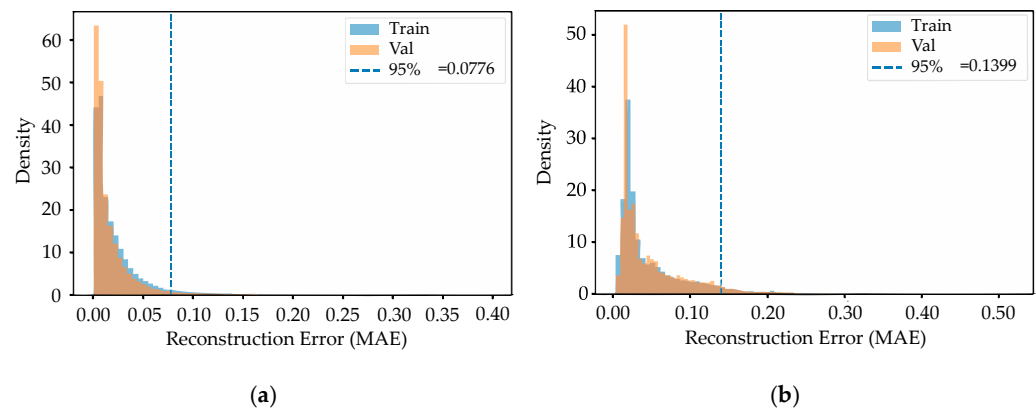 Train
Val
95% =0.0776
60
50
40
30
20
10
0
Density
0.00 0.05 0.10 0.15 0.20 0.25 0.30 0.35 0.40
Reconstruction Error (MAE)
(a)
Train
Val
95% =0.1399
50
40
30
20
10
0
Density
0.00 0.10 0.20 0.30 0.40 0.50
Reconstruction Error (MAE)
(b)